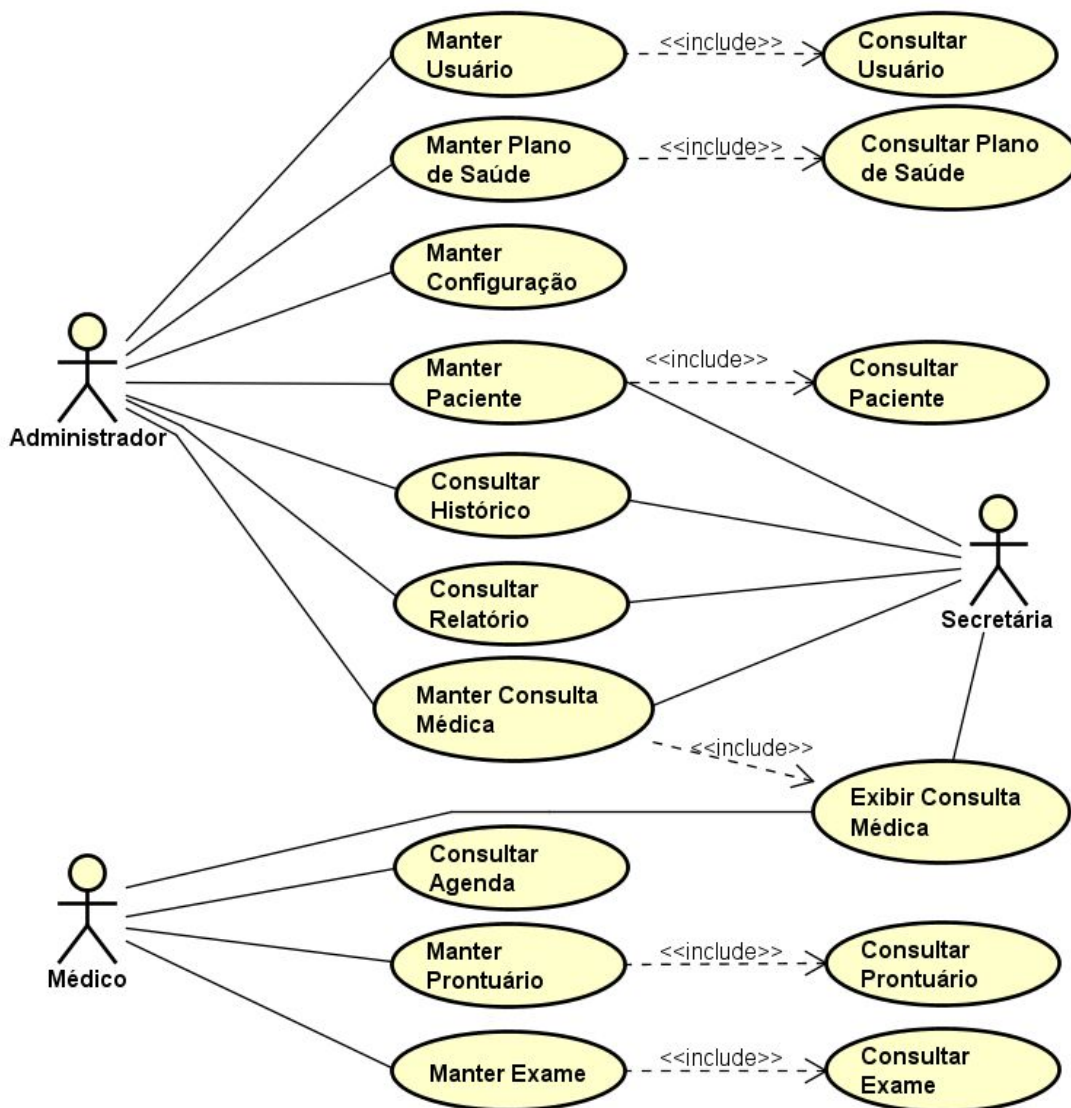 Manter
Usuário
<<include>>
Consultar
Usuário
Manter Plano
de Saúde
<<include>>
Consultar Plano
de Saúde
Manter
Configuração
Administrador
Manter
Paciente
<<include>>
Consultar
Paciente
Consultar
Histórico
Consultar
Relatório
Secretária
Manter Consulta
Médica
<<include>>
Exibir Consulta
Médica
Médico
Consultar
Agenda
Manter
Prontuário
<<include>>
Consultar
Prontuário
Manter Exame
<<include>>
Consultar
Exame